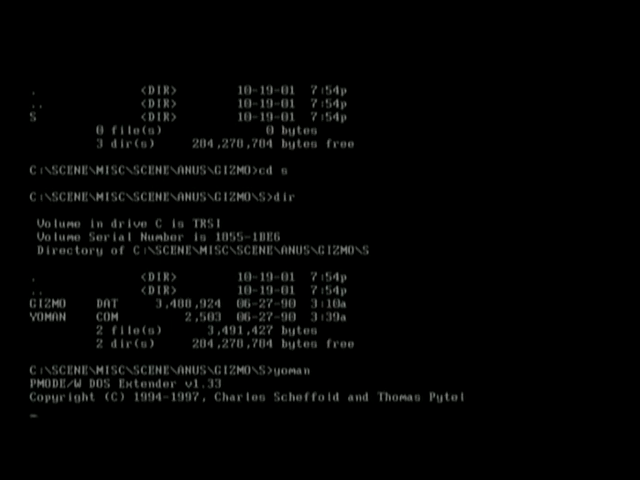 . <DIR> 10-19-01 7:54p
.. <DIR> 10-19-01 7:54p
S <DIR> 10-19-01 7:54p
0 file(s) 0 bytes
3 dir(s) 204,270,704 bytes free
C:\SCENE\MISC\SCENE\ANUS\GIZMO>cd s
C:\SCENE\MISC\SCENE\ANUS\GIZMO\S>dir
Volume in drive C is TRSI
Volume Serial Number is 1855-1BE6
Directory of C:\SCENE\MISC\SCENE\ANUS\GIZMO\S
. <DIR> 10-19-01 7:54p
.. <DIR> 10-19-01 7:54p
GIZMO DAT 3,488,924 06-27-98 3:10a
YOMAN COM 2,503 06-27-98 3:39a
2 file(s) 3,491,427 bytes
2 dir(s) 204,270,704 bytes free
C:\SCENE\MISC\SCENE\ANUS\GIZMO\S>yoman
PMODE/W DOS Extender v1.33
Copyright (C) 1994-1997, Charles Scheffold and Thomas Pytel